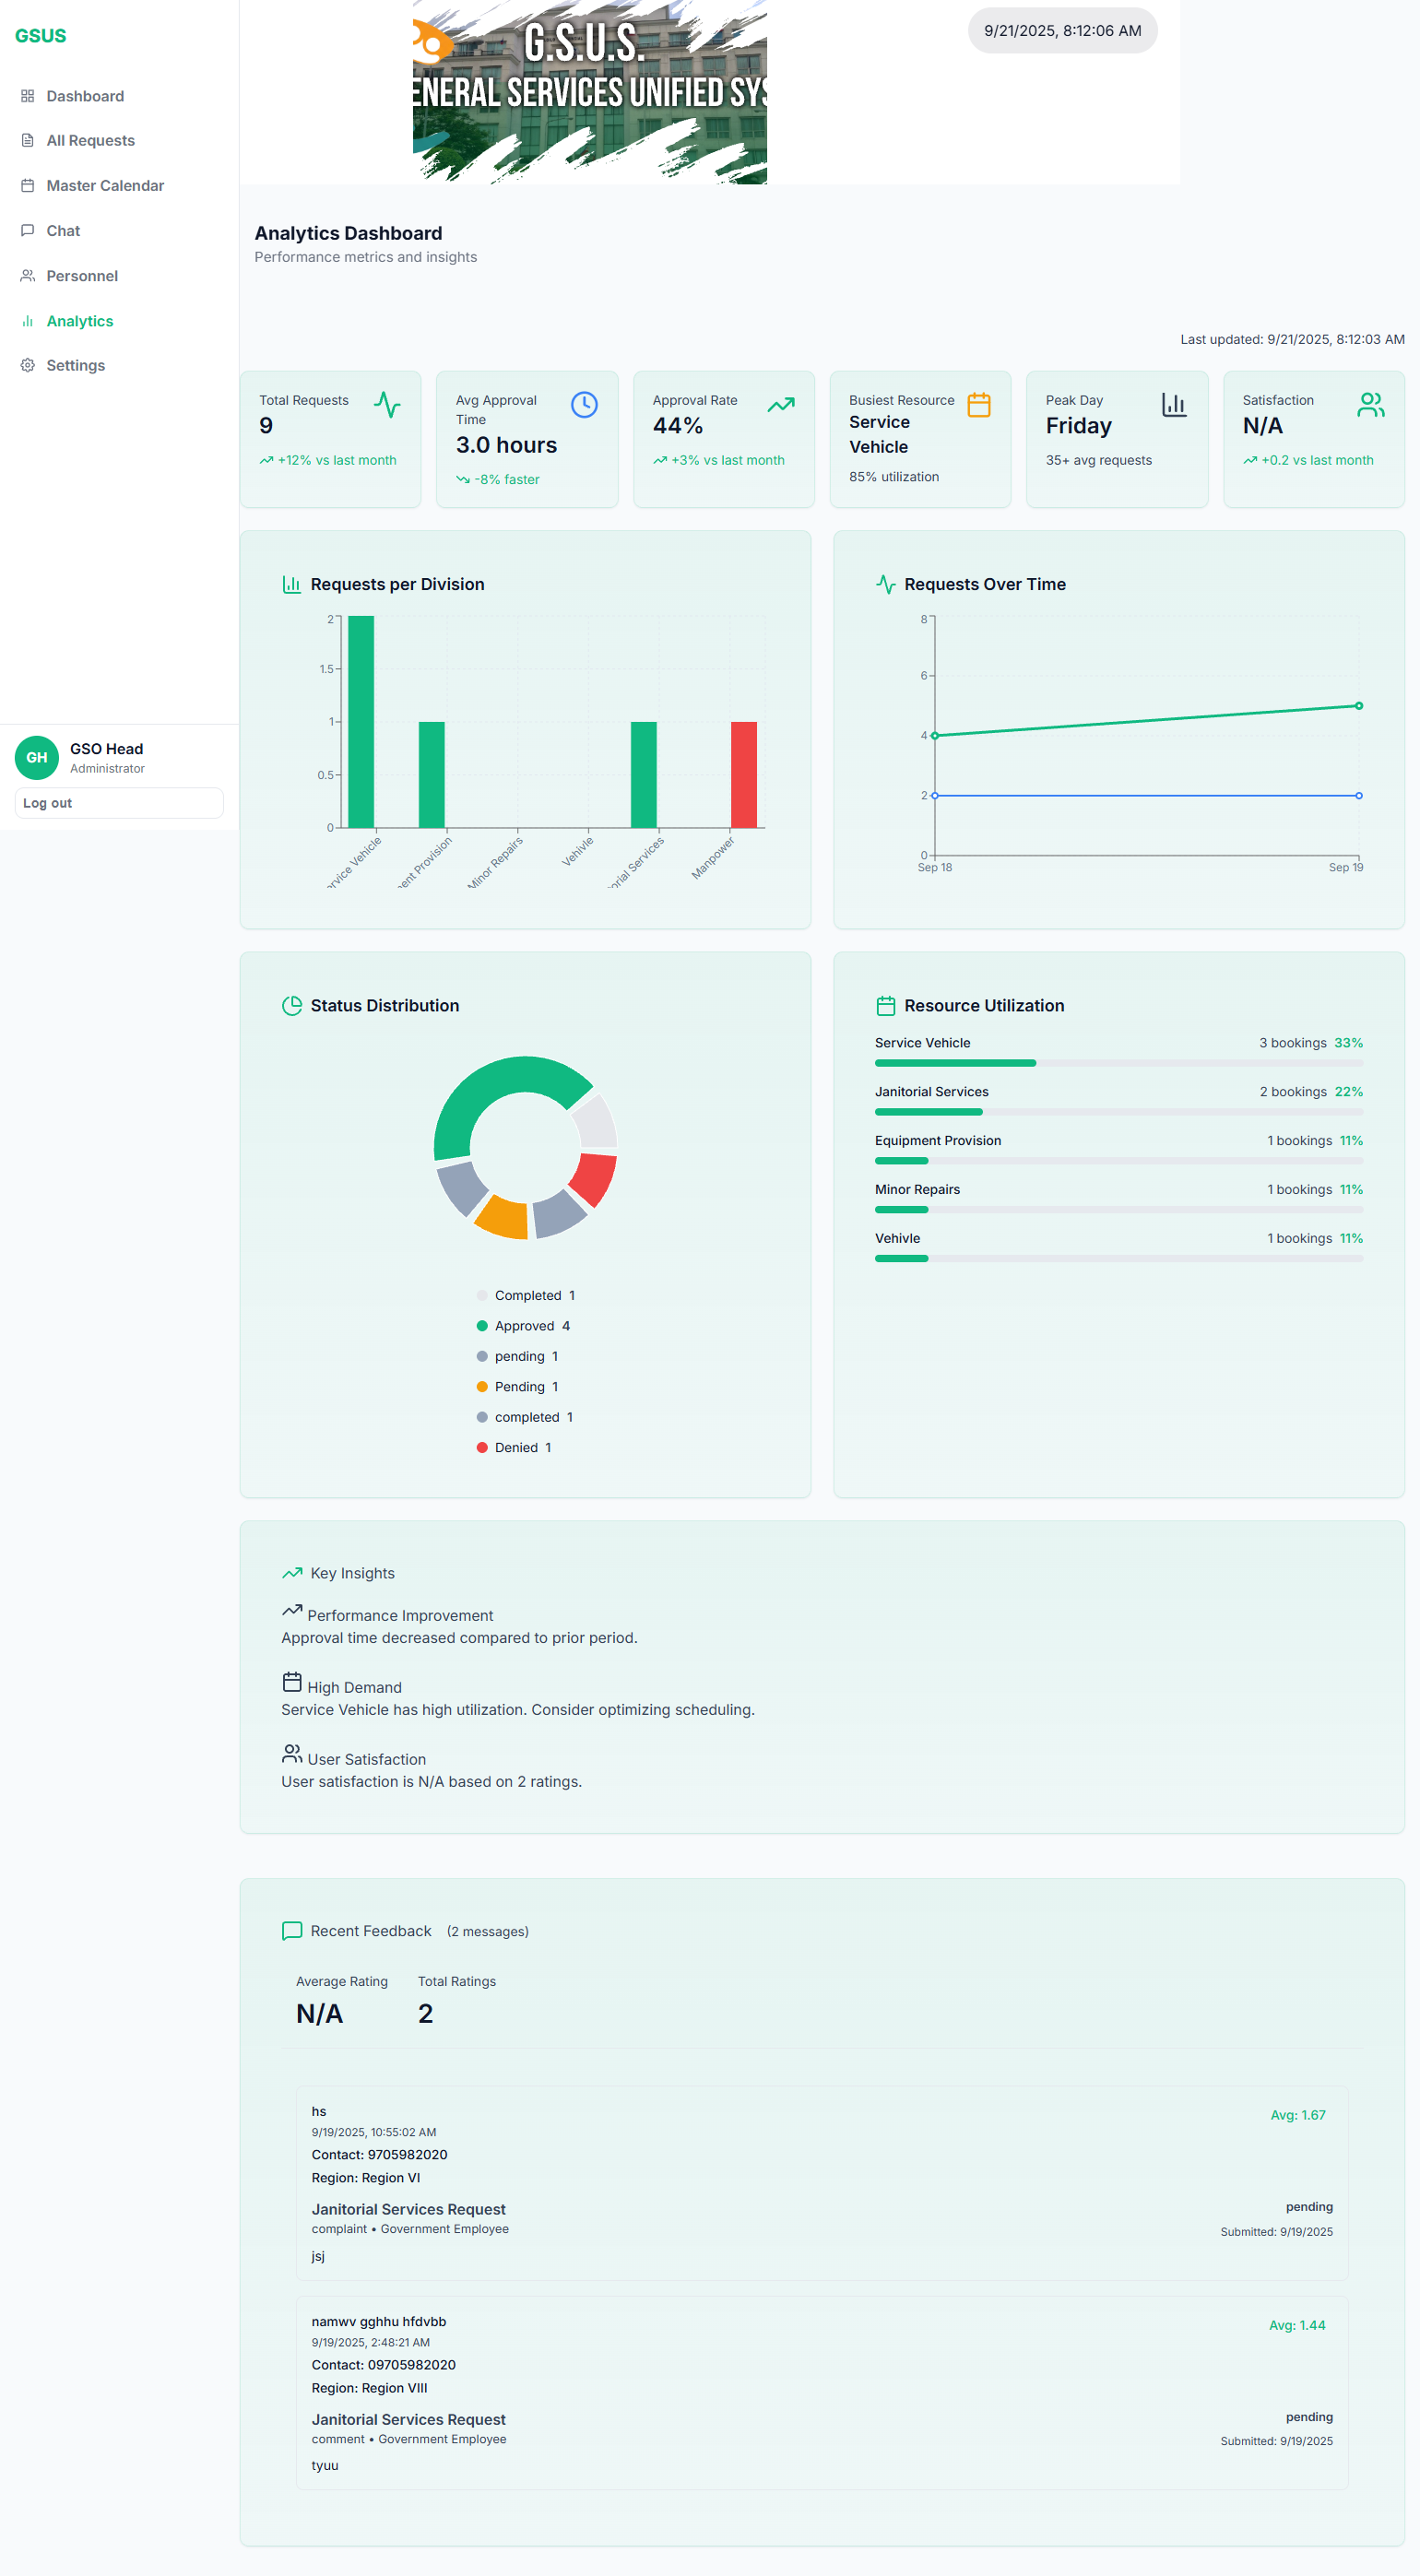 GSUS
Dashboard
All Requests
Master Calendar
Chat
Personnel
Analytics
Settings
GSO Head
GH
Administrator
Log out
G.S.U.S.
ENERAL SERVICES UNIFIED SYS
9/21/2025, 8:12:06 AM
Analytics Dashboard
Performance metrics and insights
Last updated: 9/21/2025, 8:12:03 AM
Total Requests
9
+12% vs last month
Avg Approval
Time
3.0 hours
-8% faster
Approval Rate
44%
+3% vs last month
Busiest Resource
Service
Vehicle
85% utilization
Peak Day
Friday
35+ avg requests
Satisfaction
N/A
+0.2 vs last month
Requests per Division
2
1.5
1
0.5
0
ervice Vehicle
ent Provision
Minor Repairs
Vehivle
orial Services
Manpower
Requests Over Time
8
6
4
2
0
Sep 18
Sep 19
Status Distribution
Completed 1
Approved 4
pending 1
Pending 1
completed 1
Denied 1
Resource Utilization
Service Vehicle 3 bookings 33%
Janitorial Services 2 bookings 22%
Equipment Provision 1 bookings 11%
Minor Repairs 1 bookings 11%
Vehivle 1 bookings 11%
Key Insights
Performance Improvement
Approval time decreased compared to prior period.
High Demand
Service Vehicle has high utilization. Consider optimizing scheduling.
User Satisfaction
User satisfaction is N/A based on 2 ratings.
Recent Feedback (2 messages)
Average Rating
N/A
Total Ratings
2
hs
Avg: 1.67
9/19/2025, 10:55:02 AM
Contact: 9705982020
Region: Region VI
Janitorial Services Request
pending
complaint • Government Employee
Submitted: 9/19/2025
jsj
namwv gghhu hfdvbb
Avg: 1.44
9/19/2025, 2:48:21 AM
Contact: 09705982020
Region: Region VIII
Janitorial Services Request
pending
comment • Government Employee
Submitted: 9/19/2025
tyuu